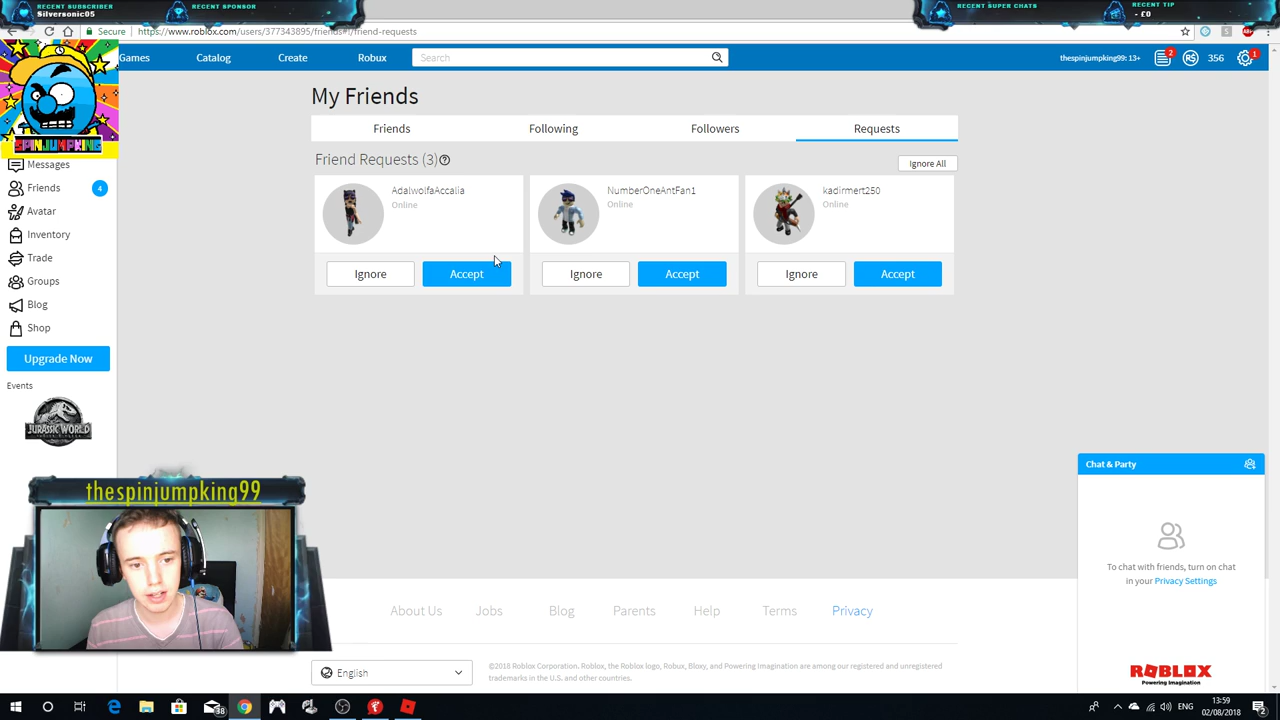 RECENT SUBSCRIBER
Silversonic05
RECENT SPONSOR
RECENT SUPER CHATS
RECENT TIP
- £0
Secure
https://www.roblox.com/users/377343895/friends#!/friend-requests
Games
Catalog
Create
Robux
Search
thespinjumpking99: 13+
2
356
1
SPINJUMPKING
Messages
Friends
4
Avatar
Inventory
Trade
Groups
Blog
Shop
Upgrade Now
Events
JURASSIC WORLD
My Friends
Friends
Following
Followers
Requests
Friend Requests (3)
Ignore All
AdalwolfaAccalia
Online
Ignore
Accept
NumberOneAntFan1
Online
Ignore
Accept
kadirmert250
Online
Ignore
Accept
Chat & Party
To chat with friends, turn on chat
in your Privacy Settings
thespinjumpking99
About Us
Jobs
Blog
Parents
Help
Terms
Privacy
English
©2018 Roblox Corporation. Roblox, the Roblox logo, Robux, Bloxy, and Powering Imagination are among our registered and unregistered
trademarks in the U.S. and other countries.
ROBLOX
Powering Imagination
38
ENG
13:59
02/08/2018
2